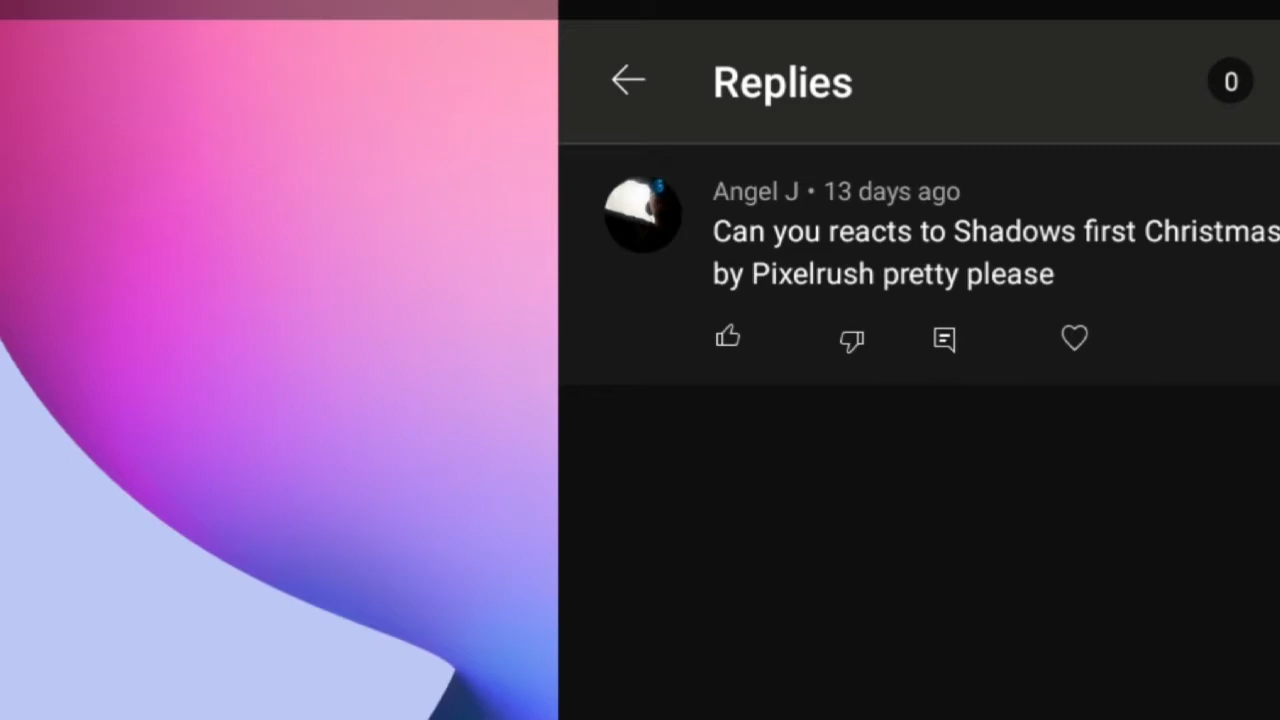 Replies
0
Angel J • 13 days ago
Can you reacts to Shadows first Christmas
by Pixelrush pretty please